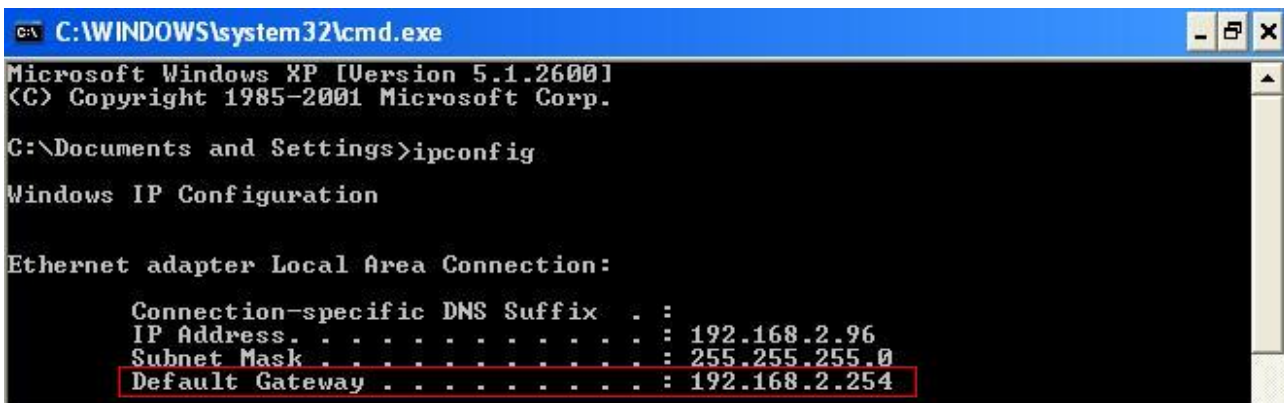 C:\WINDOWS\system32\cmd.exe
Microsoft Windows XP [Version 5.1.2600]
(C) Copyright 1985-2001 Microsoft Corp.
C:\Documents and Settings>ipconfig
Windows IP Configuration
Ethernet adapter Local Area Connection:
Connection-specific DNS Suffix . :
IP Address. . . . . . . . . . . . : 192.168.2.96
Subnet Mask . . . . . . . . . . . : 255.255.255.0
Default Gateway . . . . . . . . . : 192.168.2.254